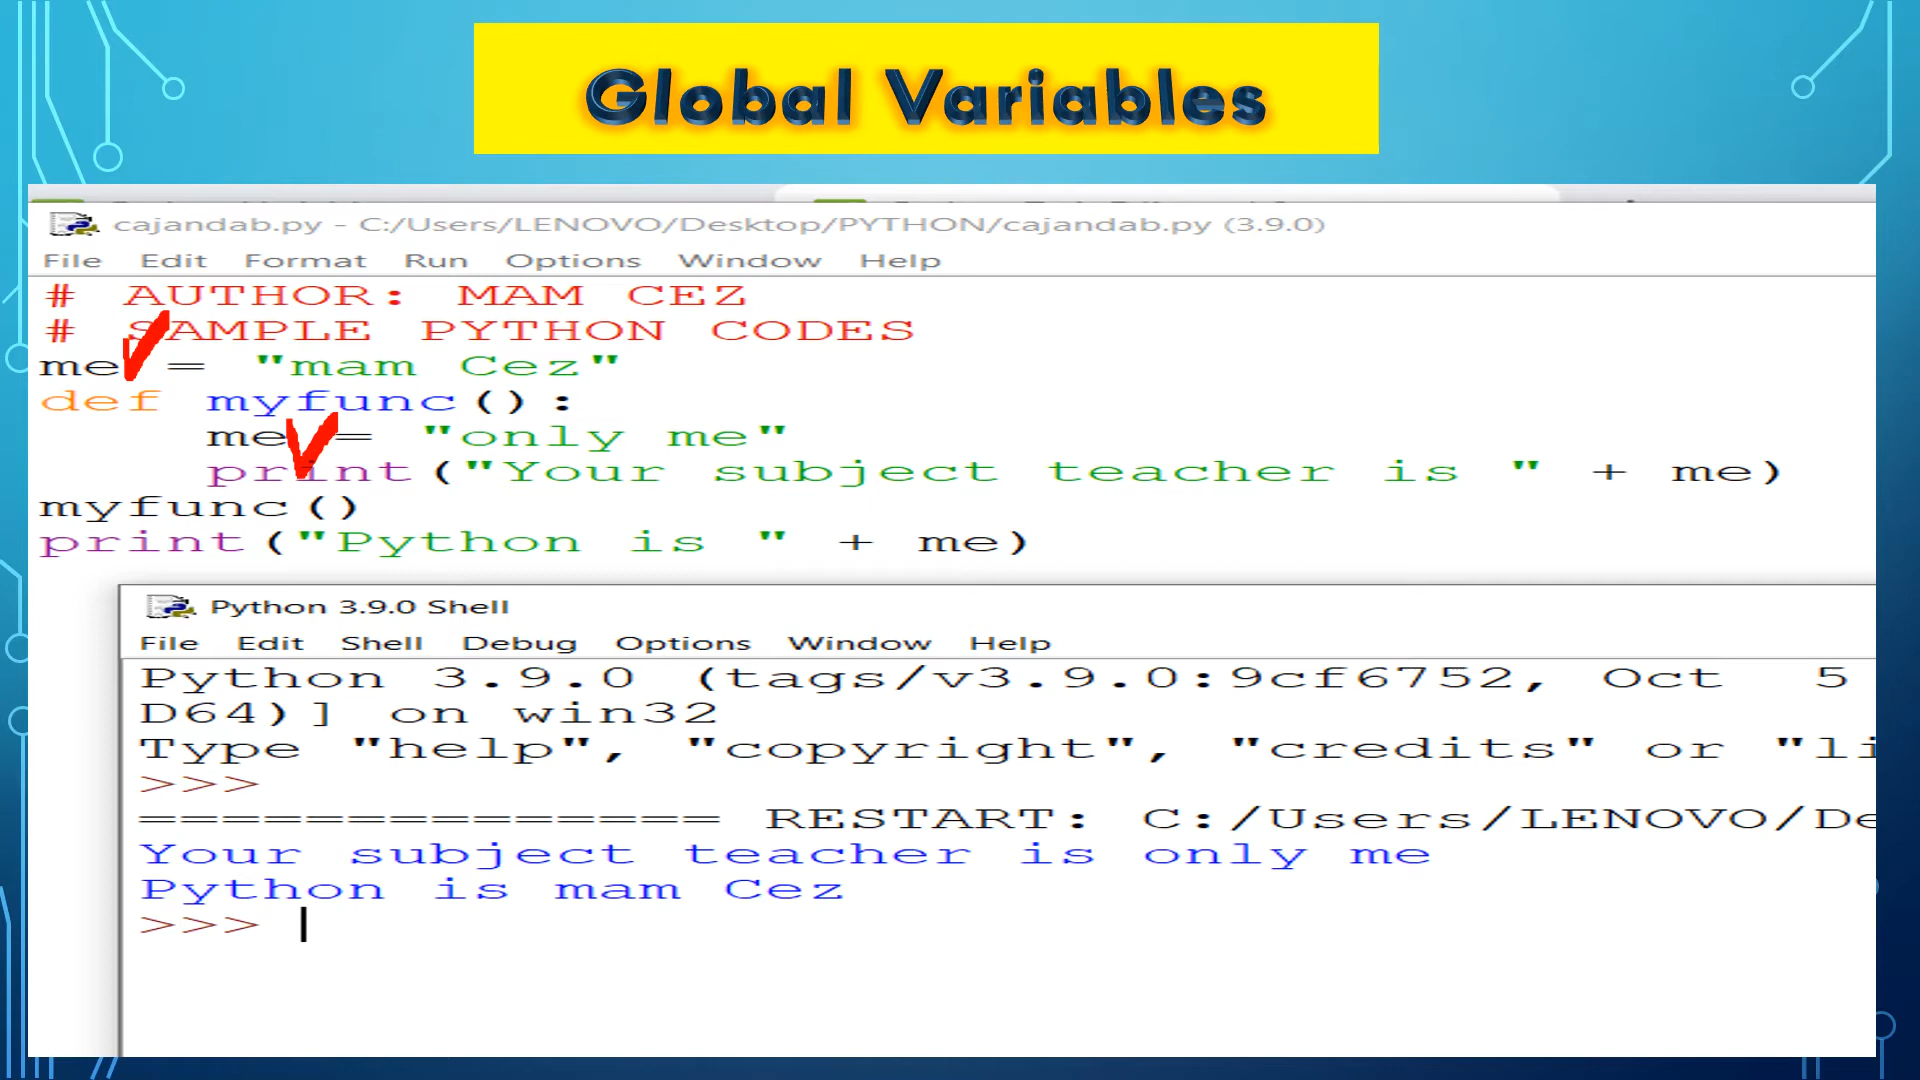 Global Variables
cajandab.py - C:/Users/LENOVO/Desktop/PYTHON/cajandab.py (3.9.0)
File Edit Format Run Options Window Help
# AUTHOR: MAM CEZ
# SAMPLE PYTHON CODES
me = "mam Cez"
def myfunc():
    me = "only me"
    print("Your subject teacher is " + me)
myfunc()
print("Python is " + me)
Python 3.9.0 Shell
File Edit Shell Debug Options Window Help
Python 3.9.0 (tags/v3.9.0:9cf6752, Oct  5
D64)] on win32
Type "help", "copyright", "credits" or "li
>>>
============== RESTART: C:/Users/LENOVO/De
Your subject teacher is only me
Python is mam Cez
>>>